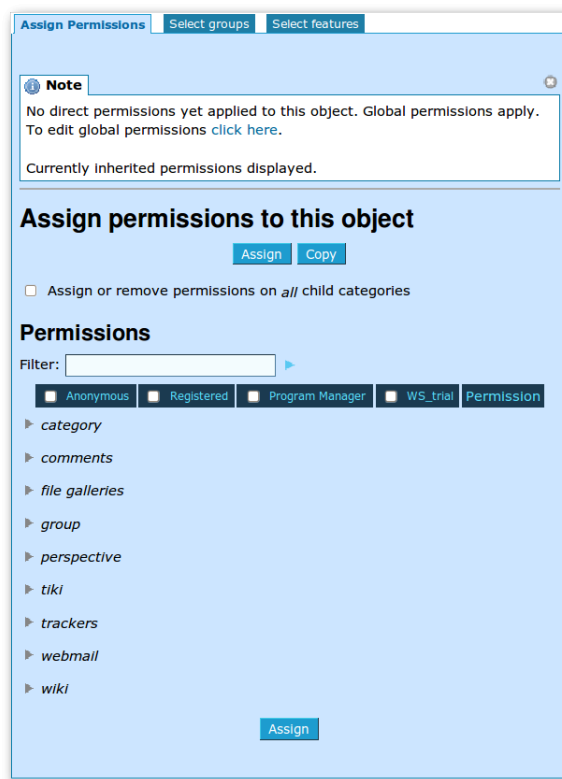 Assign Permissions Select groups Select features
Note
No direct permissions yet applied to this object. Global permissions apply.
To edit global permissions click here.
Currently inherited permissions displayed.
Assign permissions to this object
Assign Copy
Assign or remove permissions on all child categories
Permissions
Filter:
Anonymous Registered Program Manager WS_trial Permission
category
comments
file galleries
group
perspective
tiki
trackers
webmail
wiki
Assign